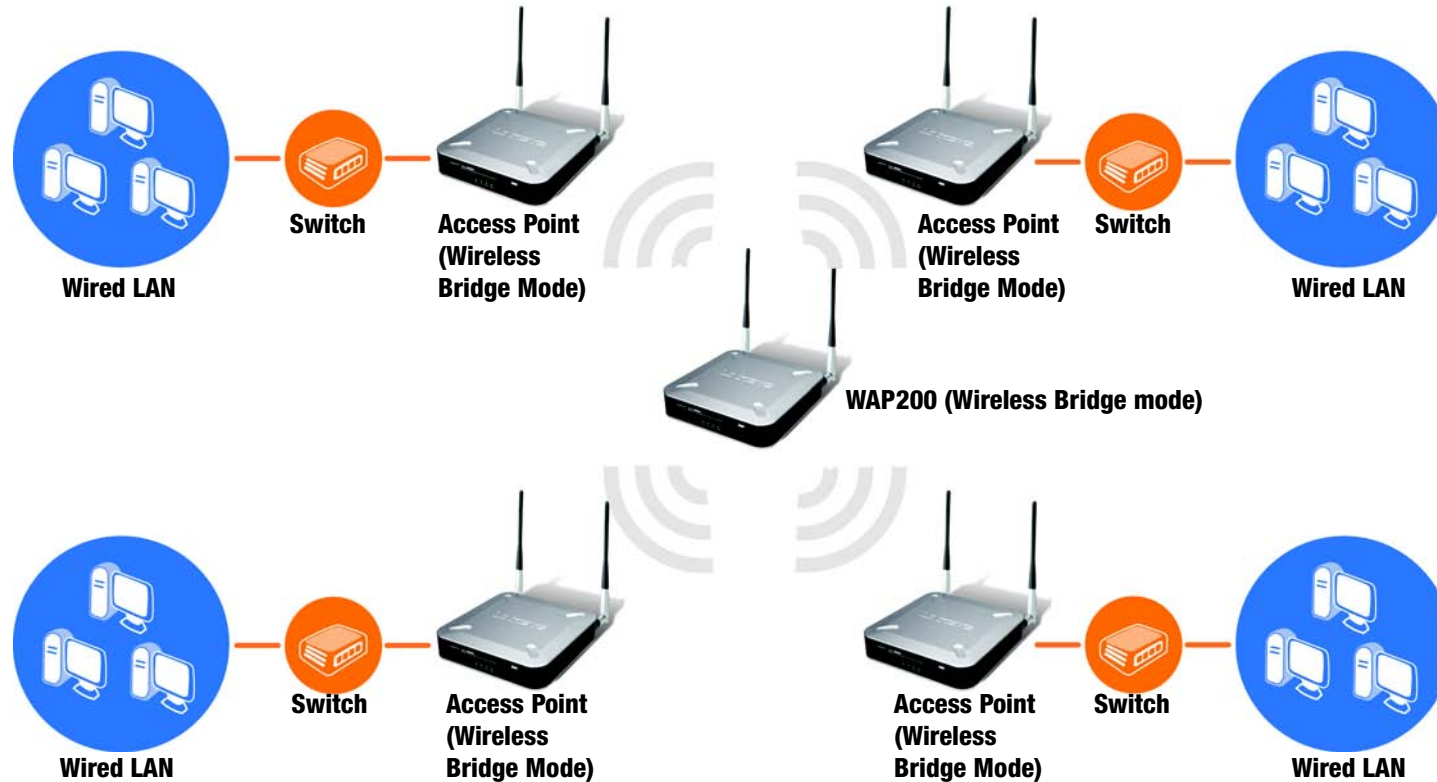 Switch
Access Point
(Wireless
Bridge Mode)
Wired LAN
Access Point
(Wireless
Bridge Mode)
Switch
Wired LAN
WAP200 (Wireless Bridge mode)
Switch
Access Point
(Wireless
Bridge Mode)
Wired LAN
Access Point
(Wireless
Bridge Mode)
Switch
Wired LAN